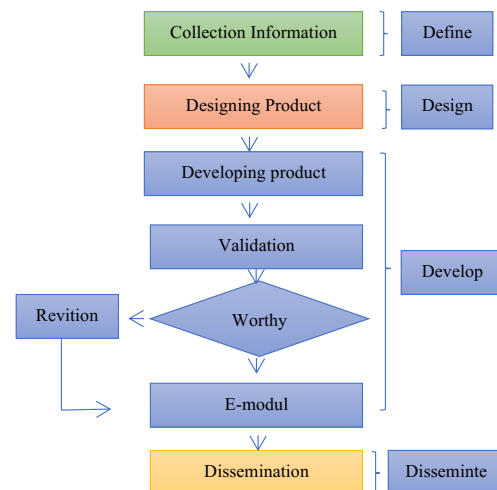 Collection Information
Define
Designing Product
Design
Developing product
Validation
Develop
Revition
Worthy
E-modul
Dissemination
Disseminte